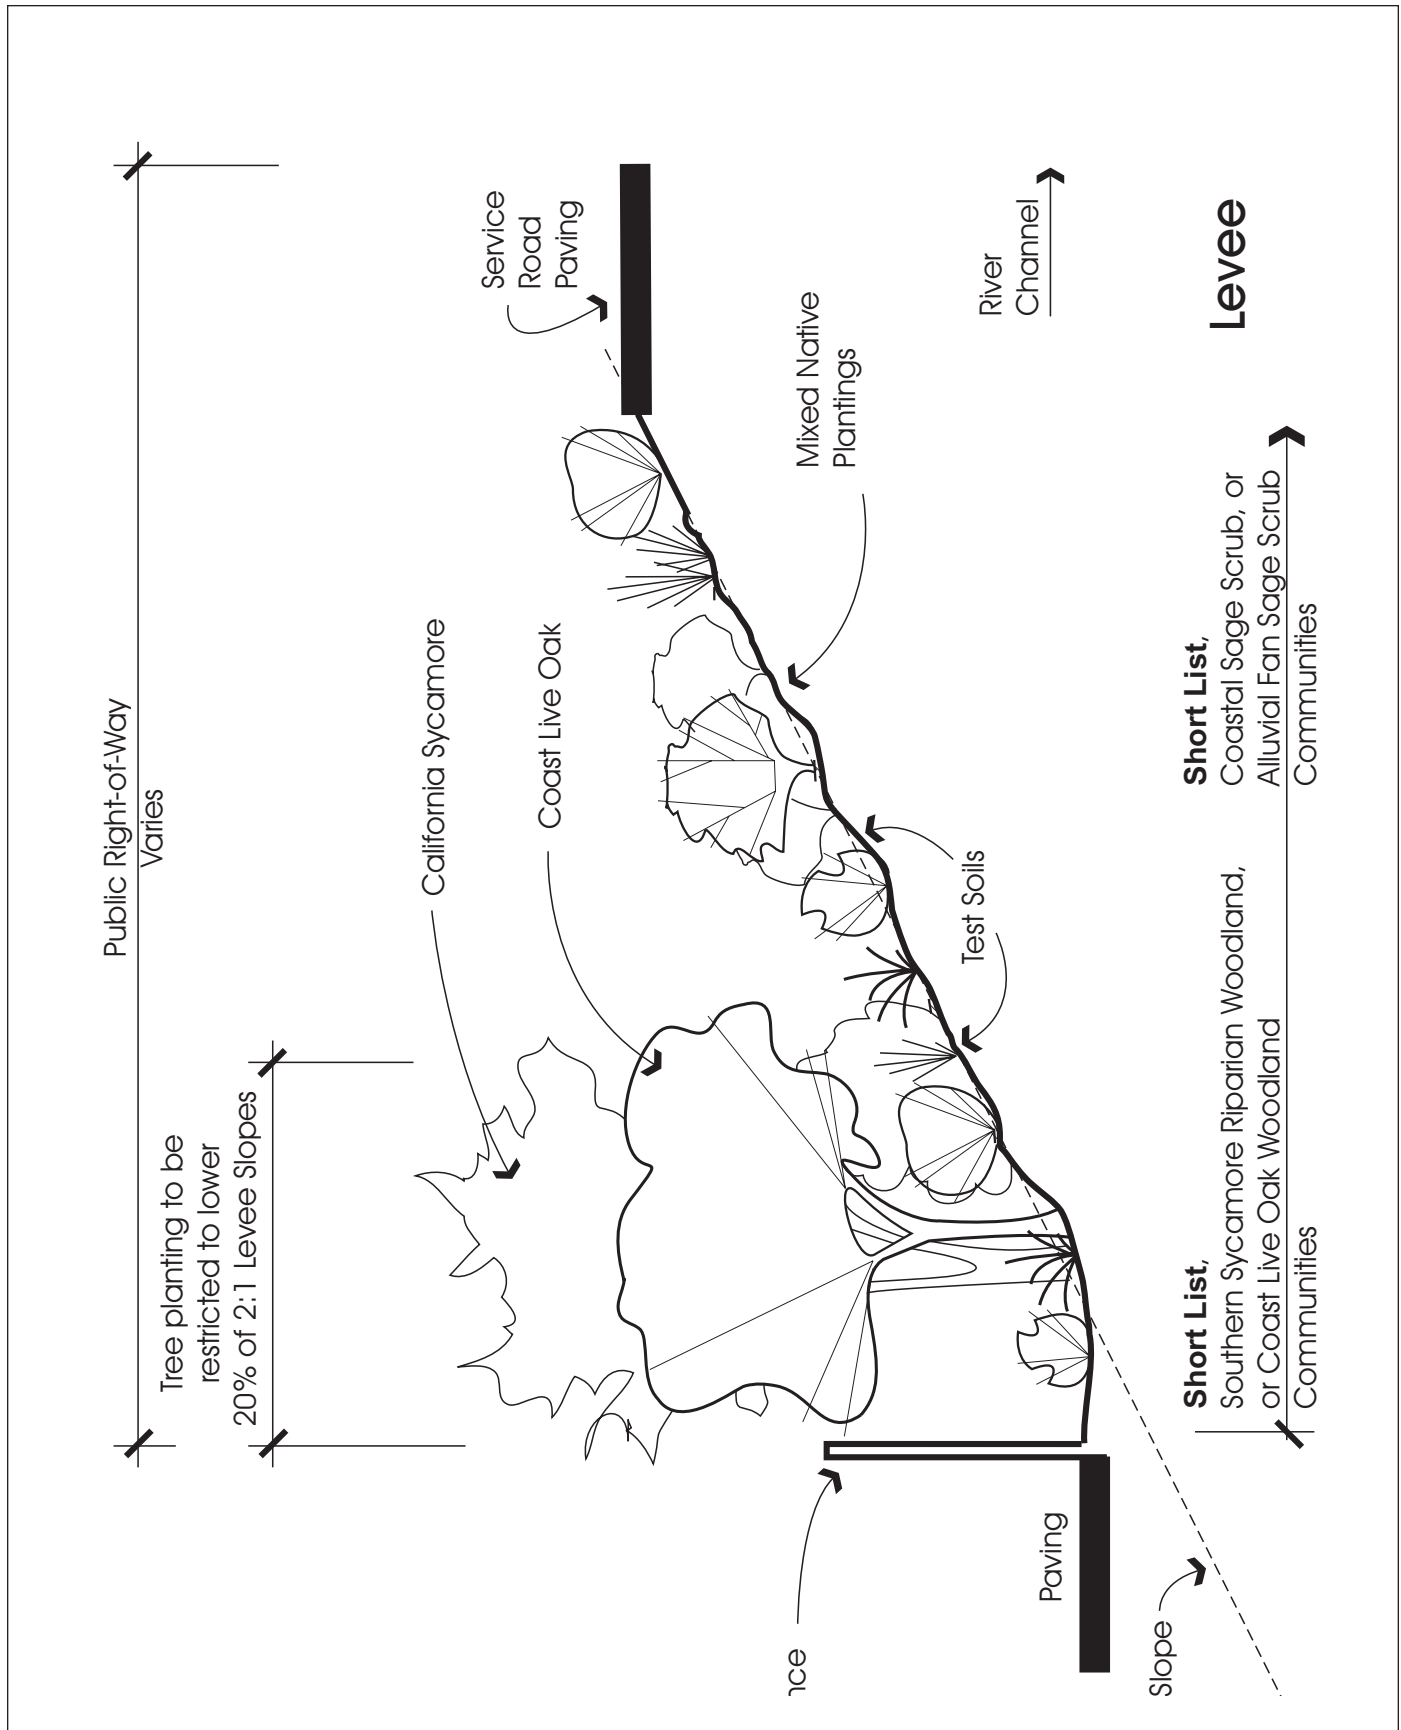 Public Right-of-Way
Varies
Tree planting to be
restricted to lower
20% of 2:1 Levee Slopes
California Sycamore
Coast Live Oak
Service
Road
Paving
Mixed Native
Plantings
Test Soils
River
Channel
Paving
Slope
Short List,
Southern Sycamore Riparian Woodland,
or Coast Live Oak Woodland
Communities
Short List,
Coastal Sage Scrub, or
Alluvial Fan Sage Scrub
Communities
Levee